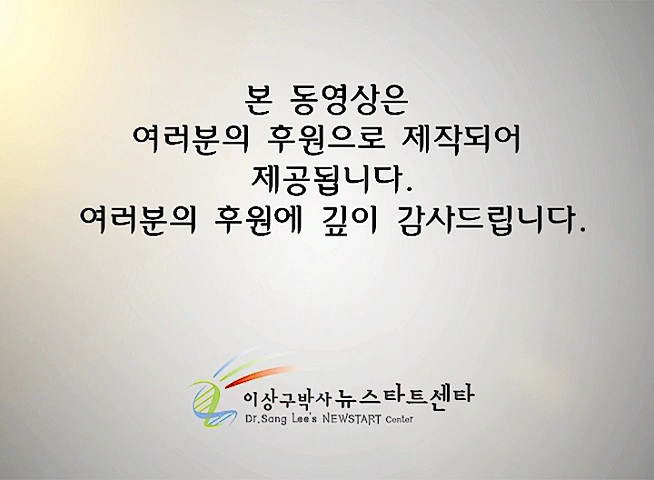 본 동영상은
여러분의 후원으로 제작되어
제공됩니다.
여러분의 후원에 깊이 감사드립니다.
이상구박사 뉴스타트센타
Dr.Sang Lee's NEWSTART Center